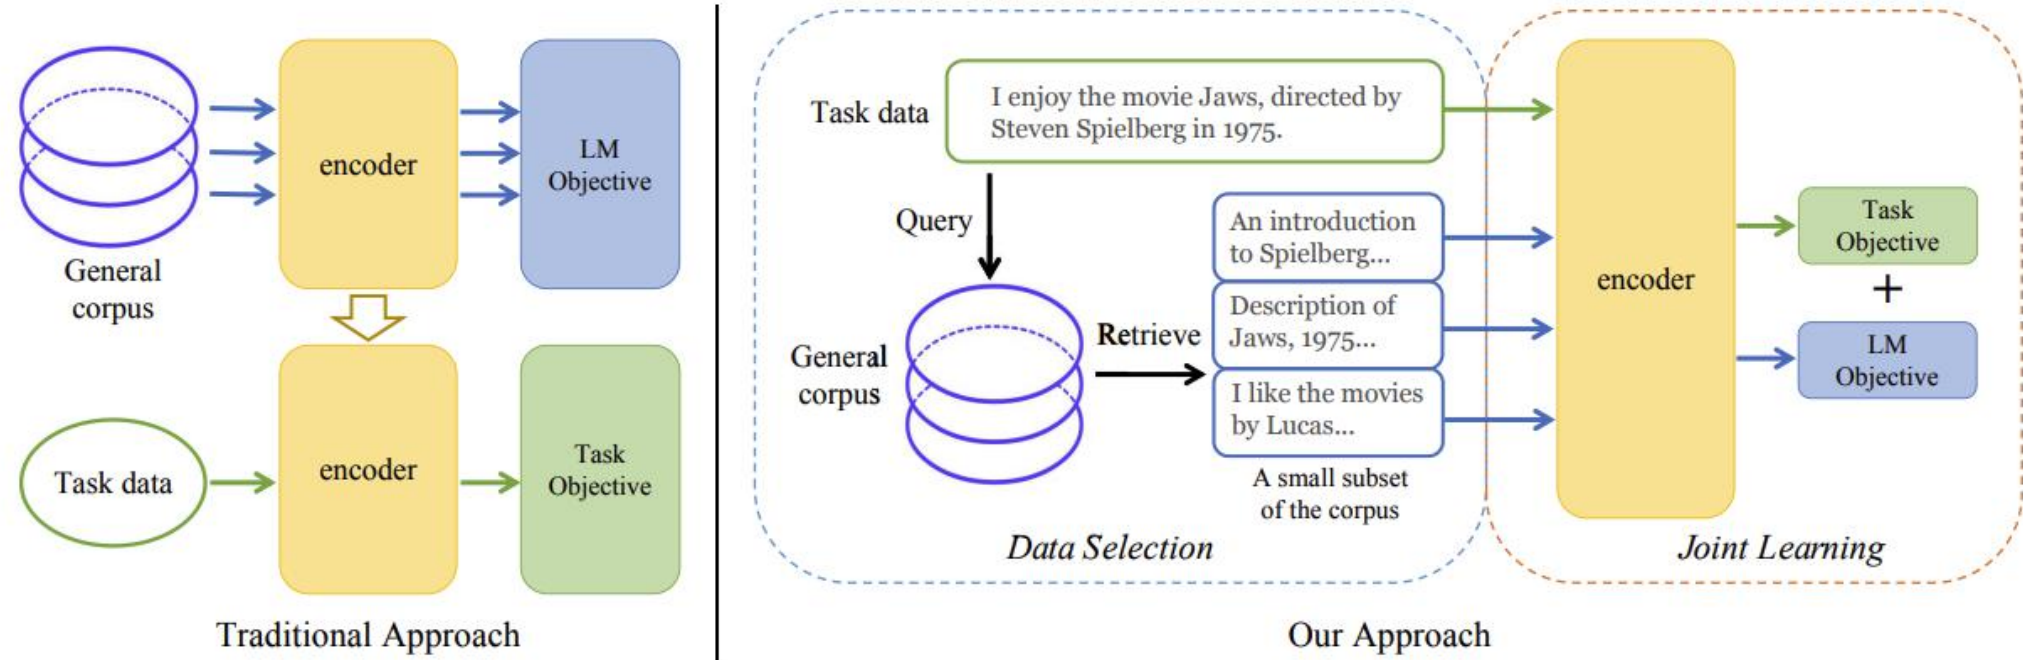 General
corpus
encoder
LM
Objective
Task data
encoder
Task
Objective
Traditional Approach
Task data
I enjoy the movie Jaws, directed by
Steven Spielberg in 1975.
Query
General
corpus
Retrieve
An introduction
to Spielberg...
Description of
Jaws, 1975...
I like the movies
by Lucas...
A small subset
of the corpus
Data Selection
encoder
Task
Objective
+
LM
Objective
Joint Learning
Our Approach